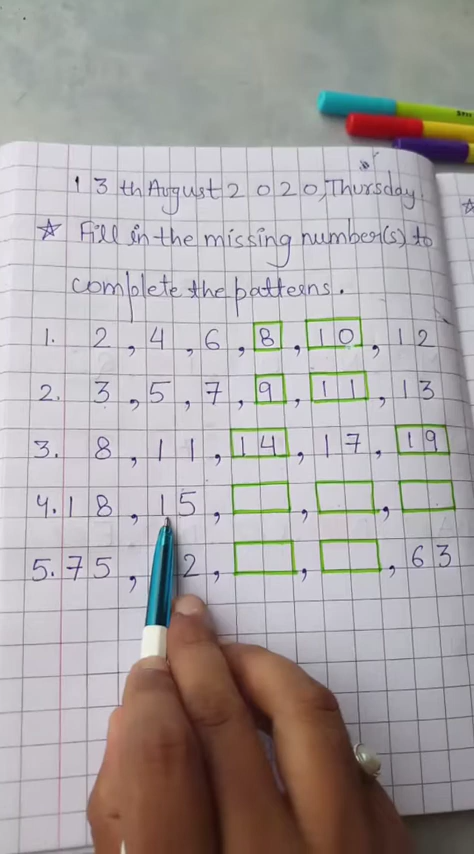 13th August 2020, Thursday.
☆ Fill in the missing number(s) to
complete the patterns.
1. 2, 4, 6, 8, 10, 12
2. 3, 5, 7, 9, 11, 13
3. 8, 11, 14, 17, 19
4. 18, 15, , ,
5. 75, 2, , , 63